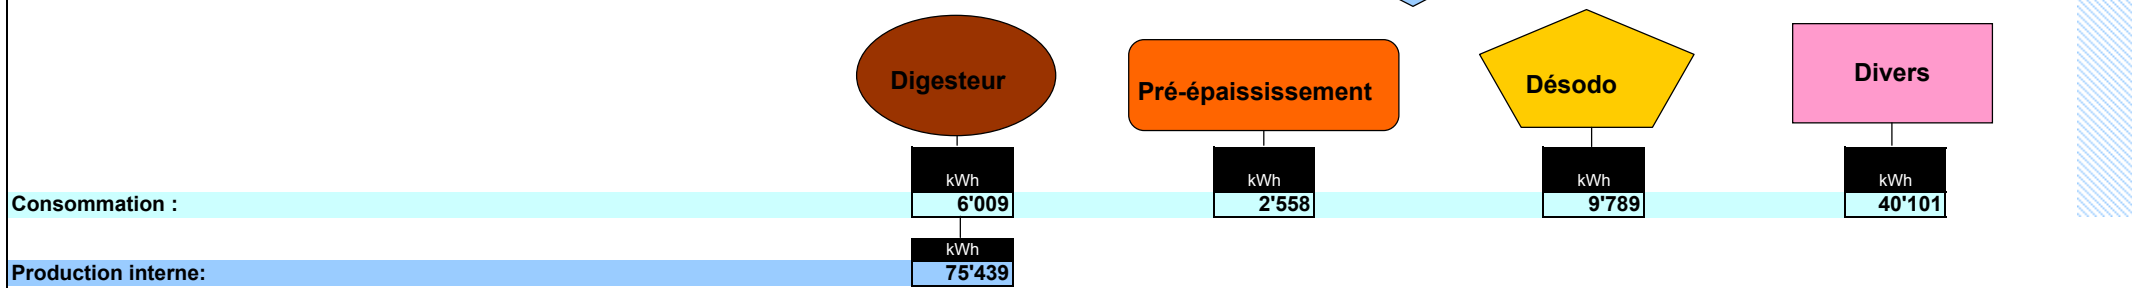 Digesteur
Pré-épaississement
Désodo
Divers
kWh kWh kWh kWh
Consommation : 6'009 2'558 9'789 40'101
kWh
Production interne: 75'439